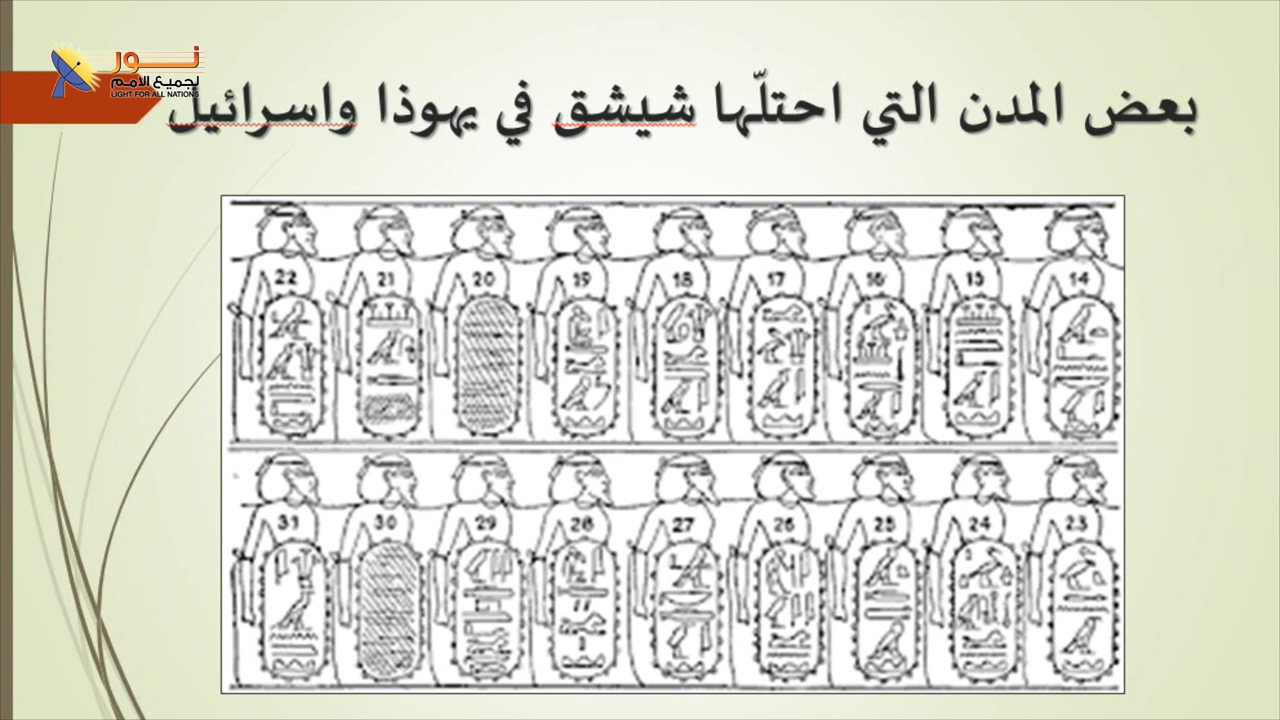 نور
لجميع الأمم
LIGHT FOR ALL NATIONS
بعض المدن التي احتلّها شيشق في يهوذا واسرائيل
22 21 20 19 18 17 16 15 14
31 30 29 28 27 26 25 24 23